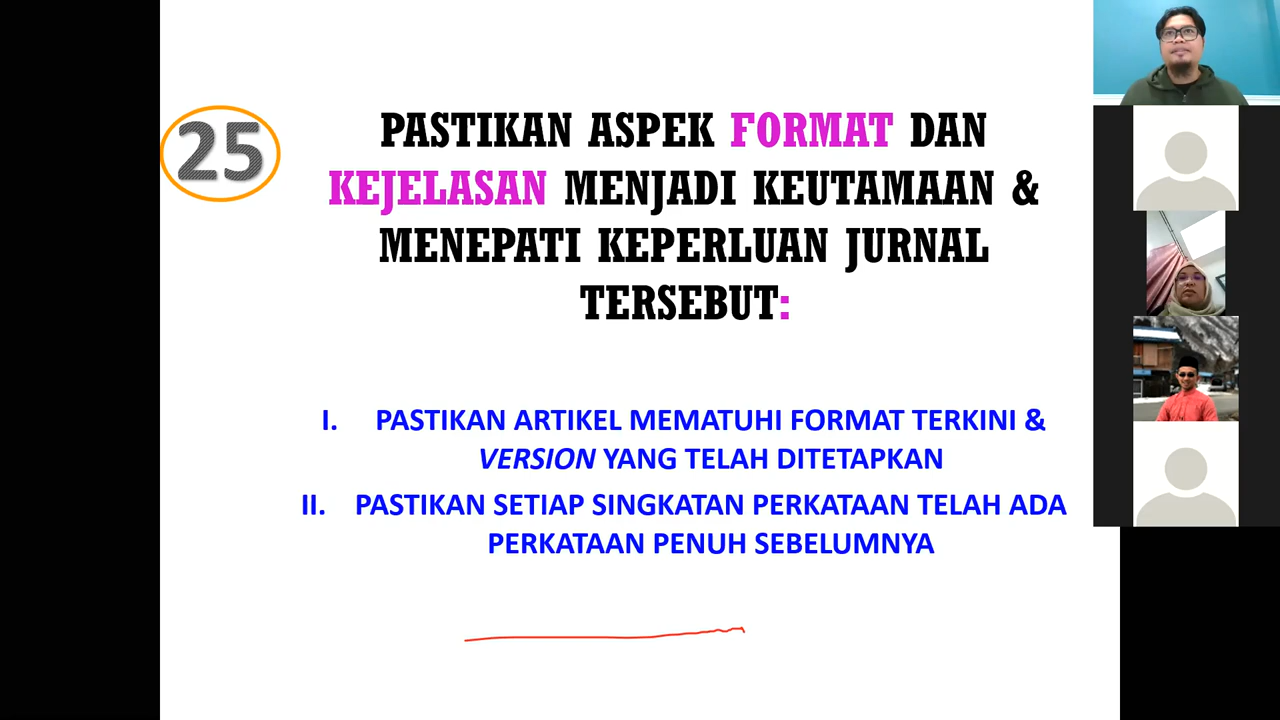 25
PASTIKAN ASPEK FORMAT DAN
KEJELASAN MENJADI KEUTAMAAN &
MENEPATI KEPERLUAN JURNAL
TERSEBUT:
I. PASTIKAN ARTIKEL MEMATUHI FORMAT TERKINI &
VERSION YANG TELAH DITETAPKAN
II. PASTIKAN SETIAP SINGKATAN PERKATAAN TELAH ADA
PERKATAAN PENUH SEBELUMNYA